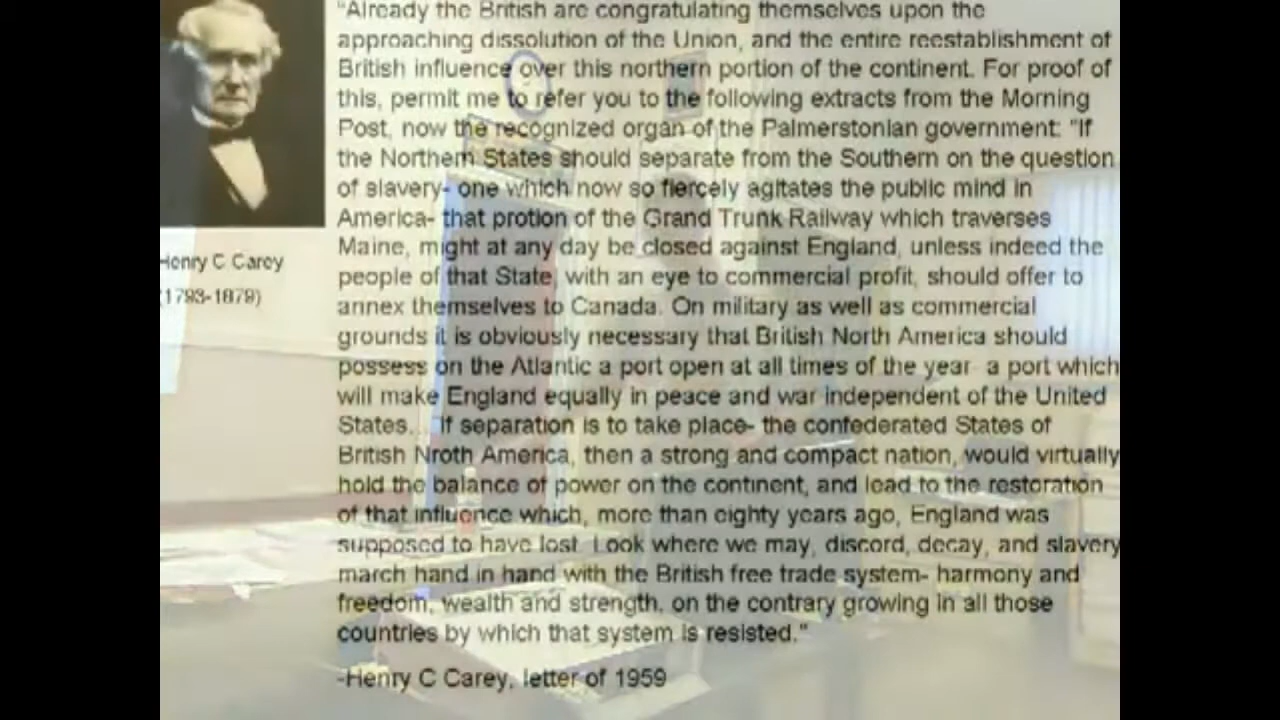 "Already the British are congratulating themselves upon the
approaching dissolution of the Union, and the entire reestablishment of
British influence over this northern portion of the continent. For proof of
this, permit me to refer you to the following extracts from the Morning
Post, now the recognized organ of the Palmerstonian government: "If
the Northern States should separate from the Southern on the question
of slavery- one which now so fiercely agitates the public mind in
America- that protion of the Grand Trunk Railway which traverses
Maine, might at any day be closed against England, unless indeed the
people of that State, with an eye to commercial profit, should offer to
annex themselves to Canada. On military as well as commercial
grounds it is obviously necessary that British North America should
possess on the Atlantic a port open at all times of the year- a port which
will make England equally in peace and war independent of the United
States... If separation is to take place- the confederated States of
British Nroth America, then a strong and compact nation, would virtually
hold the balance of power on the continent, and lead to the restoration
of that influence which, more than eighty years ago, England was
supposed to have lost. Look where we may, discord, decay, and slavery
march hand in hand with the British free trade system- harmony and
freedom, wealth and strength, on the contrary growing in all those
countries by which that system is resisted."
-Henry C Carey, letter of 1959
Henry C Carey
(1793-1879)